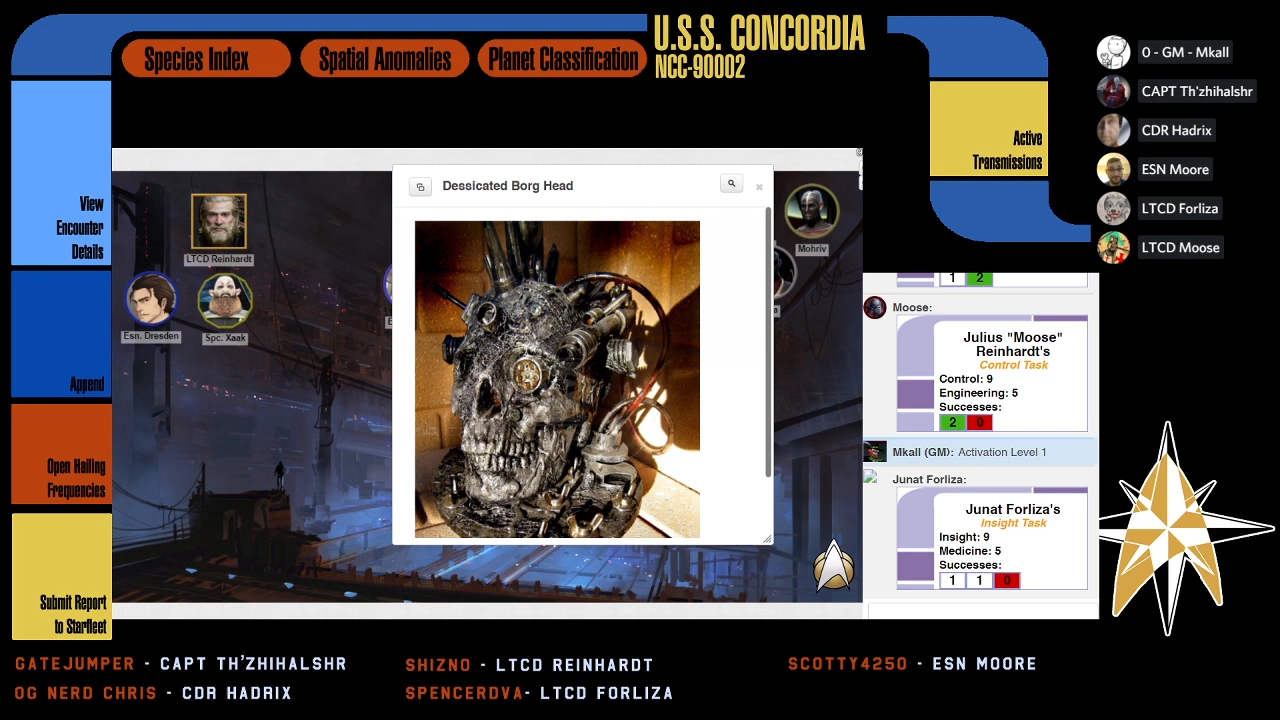 Species Index
Spatial Anomalies
Planet Classification
U.S.S. CONCORDIA
NCC-90002
View
Encounter
Details
Append
Open Hailing
Frequencies
Submit Report
to Starfleet
Active
Transmissions
0 - GM - Mkall
CAPT Th'zhihalshr
CDR Hadrix
ESN Moore
LTCD Forliza
LTCD Moose
LTCD Reinhardt
Esn. Dresden
Spc. Xaak
Dessicated Borg Head
Mohriv
1 2
Moose:
Julius "Moose"
Reinhardt's
Control Task
Control: 9
Engineering: 5
Successes:
2 0
Mkall (GM): Activation Level 1
Junat Forliza:
Junat Forliza's
Insight Task
Insight: 9
Medicine: 5
Successes:
1 1 0
GATEJUMPER - CAPT TH'ZHIHALSHR
OG NERD CHRIS - CDR HADRIX
SHIZNO - LTCD REINHARDT
SPENCERDVA- LTCD FORLIZA
SCOTTY4250 - ESN MOORE